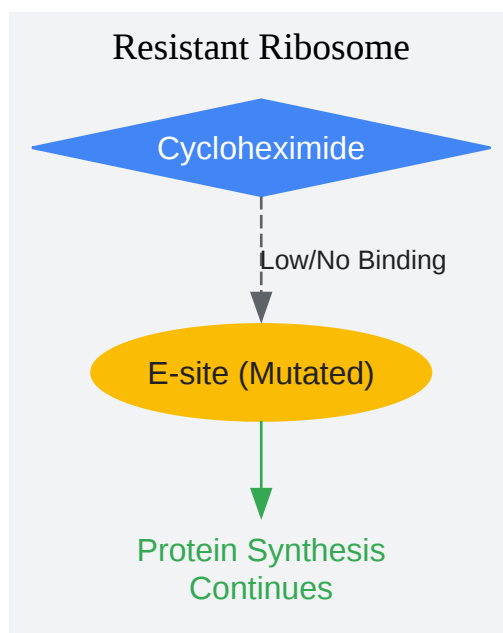 Resistant Ribosome
Cycloheximide
Low/No Binding
E-site (Mutated)
Protein Synthesis
Continues